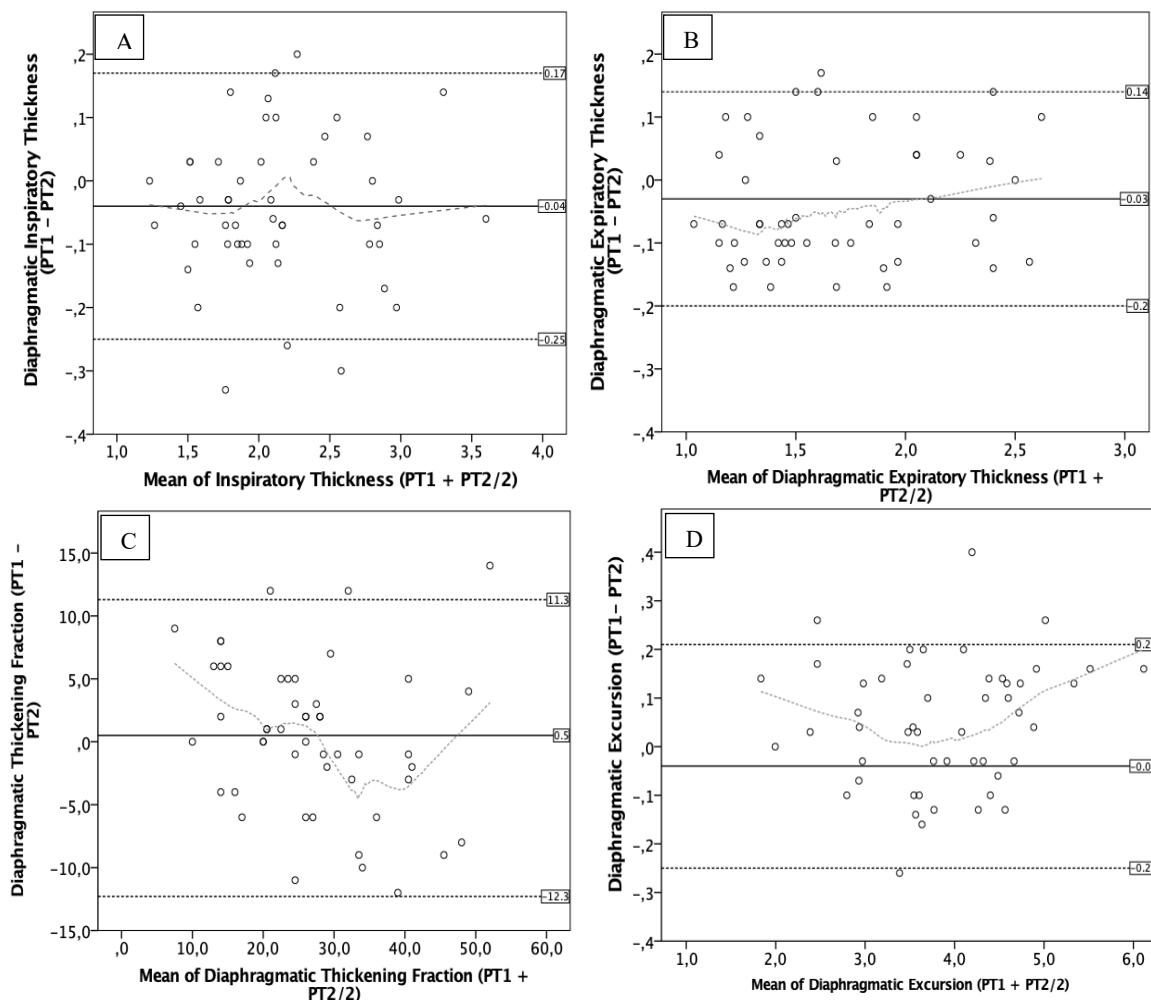 A
Diaphragmatic Inspiratory Thickness
(PT1 – PT2)
,2
,1
,0
-,1
-,2
-,3
-,4
0.17
-0.04
-0.25
1,0 1,5 2,0 2,5 3,0 3,5 4,0
Mean of Inspiratory Thickness (PT1 + PT2/2)
B
Diaphragmatic Expiratory Thickness
(PT1 – PT2)
,2
,1
,0
-,1
-,2
-,3
-,4
0.14
-0.03
-0.2
1,0 1,5 2,0 2,5 3,0
Mean of Diaphragmatic Expiratory Thickness (PT1 +
PT2/2)
C
Diaphragmatic Thickening Fraction (PT1 –
PT2)
15,0
10,0
5,0
,0
-5,0
-10,0
-15,0
11.3
0.5
-12.3
,0 10,0 20,0 30,0 40,0 50,0 60,0
Mean of Diaphragmatic Thickening Fraction (PT1 +
PT2/2)
D
Diaphragmatic Excursion (PT1– PT2)
,4
,3
,2
,1
,0
-,1
-,2
-,3
-,4
0.2
-0.0
-0.2
1,0 2,0 3,0 4,0 5,0 6,0
Mean of Diaphragmatic Excursion (PT1 + PT2/2)